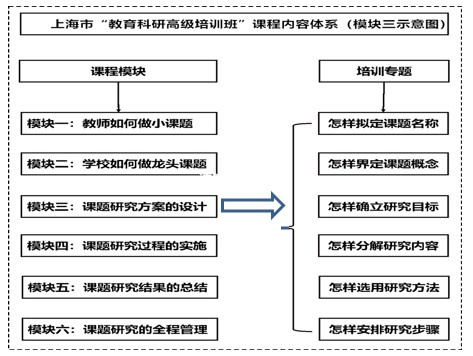 上海市“教育科研高级培训班”课程内容体系（模块三示意图）
课程模块
培训专题
模块一：教师如何做小课题
模块二：学校如何做龙头课题
模块三：课题研究方案的设计
模块四：课题研究过程的实施
模块五：课题研究结果的总结
模块六：课题研究的全程管理
怎样拟定课题名称
怎样界定课题概念
怎样确立研究目标
怎样分解研究内容
怎样选用研究方法
怎样安排研究步骤